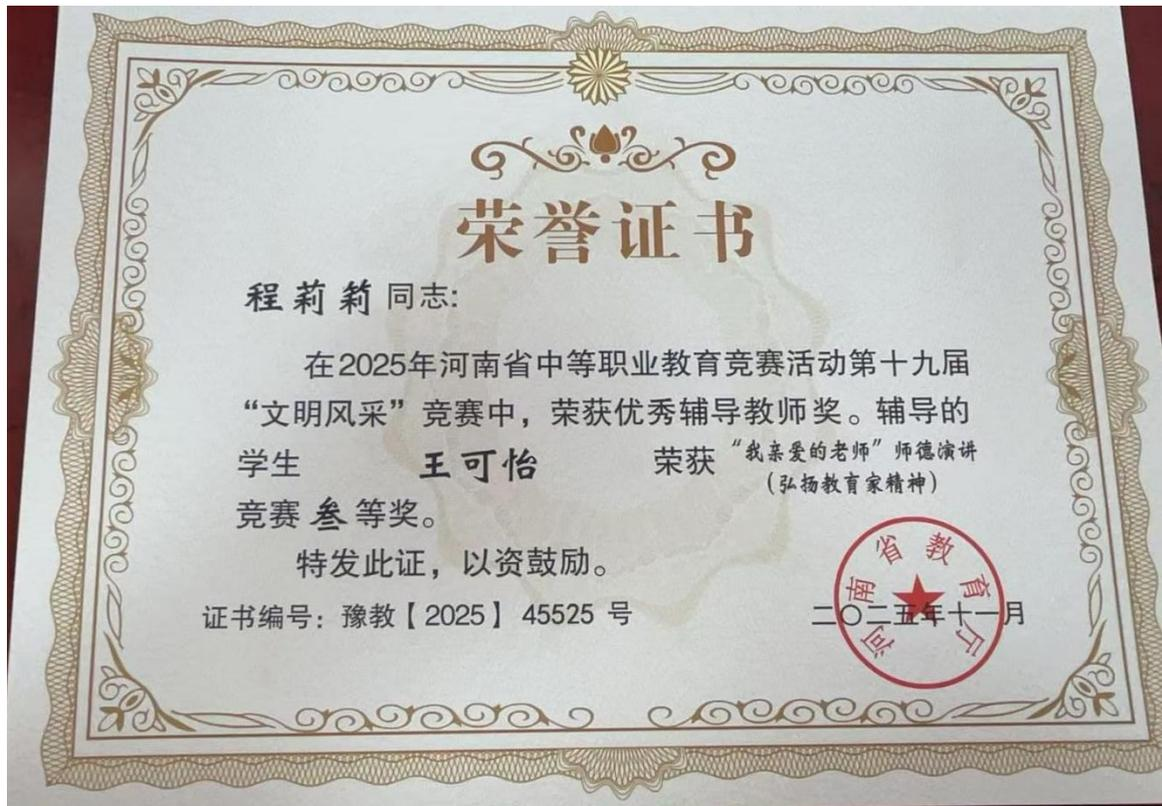 荣誉证书
程莉莉 同志:
在2025年河南省中等职业教育竞赛活动第十九届
“文明风采”竞赛中，荣获优秀辅导教师奖。辅导的
学生 王可怡 荣获 “我亲爱的老师”师德演讲
(弘扬教育家精神)
竞赛 叁 等奖。
特发此证，以资鼓励。
证书编号：豫教【2025】45525 号
二〇二五年十一月
河南省教育厅